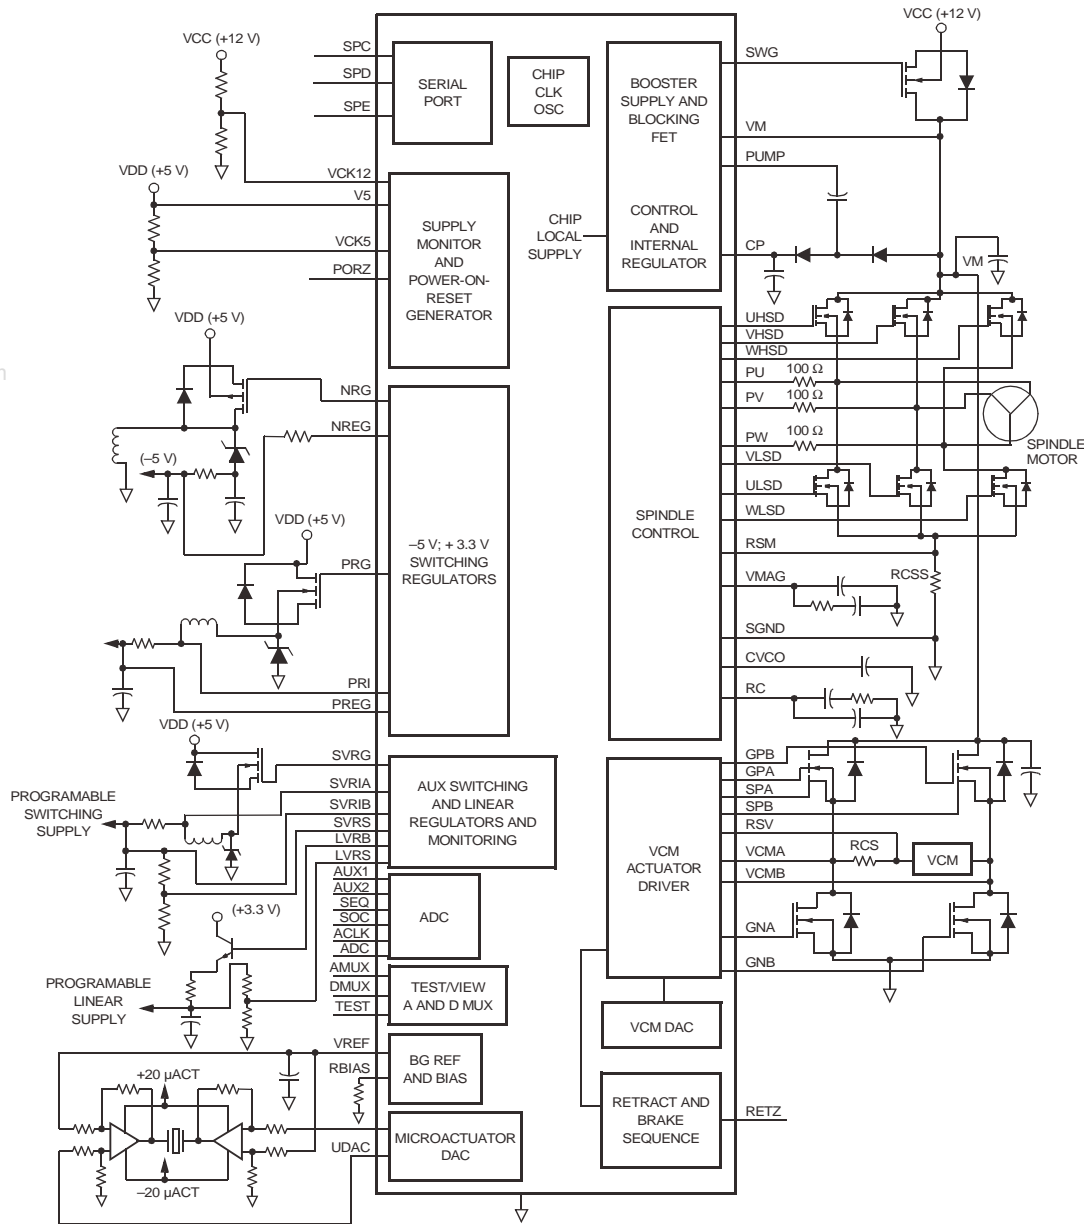 VCC (+12 V)
SPC
SPD
SPE
SERIAL
PORT
CHIP
CLK
OSC
VCC (+12 V)
SWG
BOOSTER
SUPPLY AND
BLOCKING
FET
VM
PUMP
VDD (+5 V)
VCK12
V5
VCK5
PORZ
SUPPLY
MONITOR
AND
POWER-ON-
RESET
GENERATOR
CHIP
LOCAL
SUPPLY
CONTROL
AND
INTERNAL
REGULATOR
CP
VM
VDD (+5 V)
n
NRG
NREG
(–5 V)
VDD (+5 V)
PRG
–5 V; + 3.3 V
SWITCHING
REGULATORS
PRI
PREG
UHSD
VHSD
WHSD
PU
100 Ω
PV
100 Ω
PW
100 Ω
VLSD
ULSD
WLSD
SPINDLE
MOTOR
SPINDLE
CONTROL
RSM
RCSS
VMAG
SGND
CVCO
RC
VDD (+5 V)
SVRG
SVRIA
SVRIB
SVRS
LVRB
LVRS
PROGRAMABLE
SWITCHING
SUPPLY
AUX SWITCHING
AND LINEAR
REGULATORS AND
MONITORING
GPB
GPA
SPA
SPB
RSV
VCMA
RCS
VCM
VCMB
GNA
GNB
VCM
ACTUATOR
DRIVER
AUX1
AUX2
SEQ
SOC
ACLK
ADC
ADC
(+3.3 V)
PROGRAMABLE
LINEAR
SUPPLY
AMUX
DMUX
TEST
TEST/VIEW
A AND D MUX
VCM DAC
VREF
RBIAS
BG REF
AND BIAS
RETRACT AND
BRAKE
SEQUENCE
RETZ
+20 µACT
–20 µACT
UDAC
MICROACTUATOR
DAC